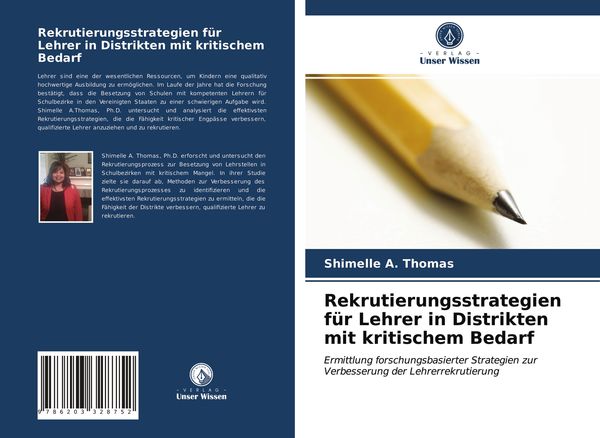 Rekrutierungsstrategien für
Lehrer in Distrikten mit kritischem
Bedarf
Lehrer sind eine der wesentlichen Ressourcen, um Kindern eine qualitativ
hochwertige Ausbildung zu ermöglichen. Im Laufe der Jahre hat die Forschung
bestätigt, dass die Besetzung von Schulen mit kompetenten Lehrern für
Schulbezirke in den Vereinigten Staaten zu einer schwierigen Aufgabe wird.
Shimelle A.Thomas, Ph.D. untersucht und analysiert die effektivsten
Rekrutierungsstrategien, die die Fähigkeit kritischer Engpässe verbessern,
qualifizierte Lehrer anzuziehen und zu rekrutieren.
Shimelle A. Thomas, Ph.D. erforscht und untersucht den
Rekrutierungsprozess zur Besetzung von Lehrstellen in
Schulbezirken mit kritischem Mangel. In ihrer Studie
zielte sie darauf ab, Methoden zur Verbesserung des
Rekrutierungsprozesses zu identifizieren und die
effektivsten Rekrutierungsstrategien zu ermitteln, die die
Fähigkeit der Distrikte verbessern, qualifizierte Lehrer zu
rekrutieren.
9 786203 328752
VERLAG
Unser Wissen
VERLAG
Unser Wissen
Shimelle A. Thomas
Rekrutierungsstrategien
für Lehrer in Distrikten
mit kritischem Bedarf
Ermittlung forschungsbasierter Strategien zur
Verbesserung der Lehrerrekrutierung